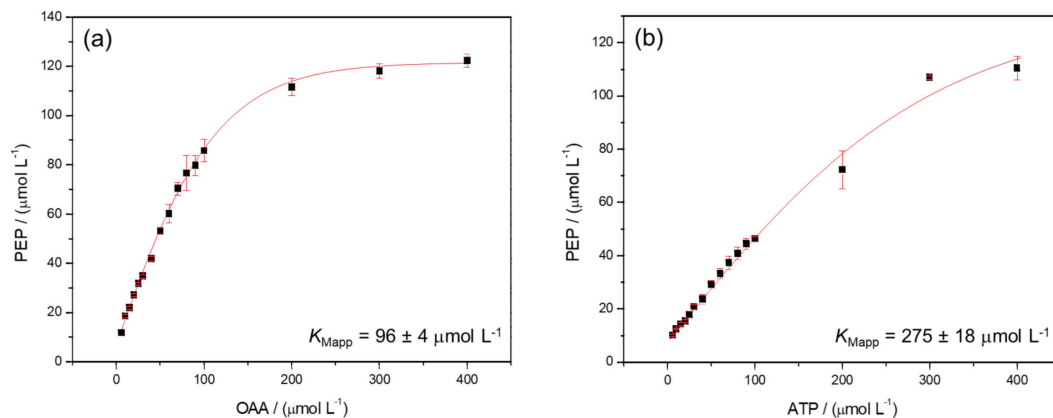 (a)
PEP / (μmol L⁻¹)
140
120
100
80
60
40
20
0
K_Mapp = 96 ± 4 μmol L⁻¹
0 100 200 300 400
OAA / (μmol L⁻¹)
(b)
PEP / (μmol L⁻¹)
120
100
80
60
40
20
0
K_Mapp = 275 ± 18 μmol L⁻¹
0 100 200 300 400
ATP / (μmol L⁻¹)